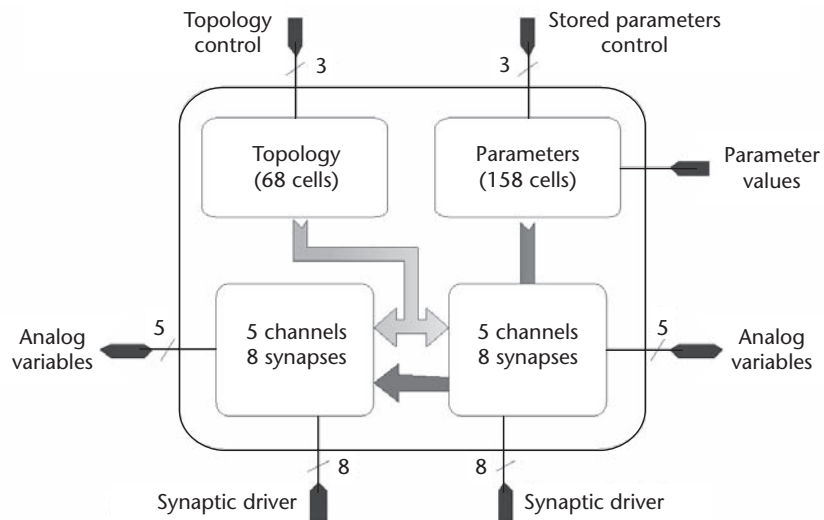 Topology
control
3
Stored parameters
control
3
Topology
(68 cells)
Parameters
(158 cells)
Parameter
values
Analog
variables
5
5 channels
8 synapses
5 channels
8 synapses
5
Analog
variables
8
Synaptic driver
8
Synaptic driver